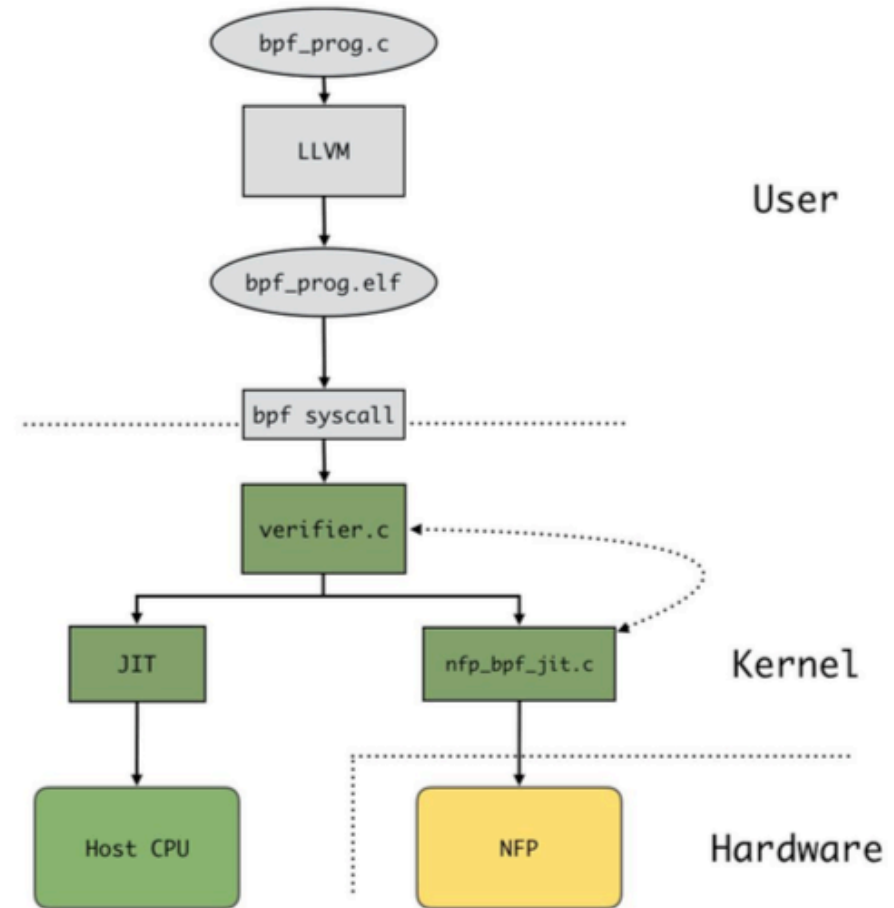 bpf_prog.c
LLVM
User
bpf_prog.elf
bpf syscall
verifier.c
JIT
nfp_bpf_jit.c
Kernel
Host CPU
NFP
Hardware